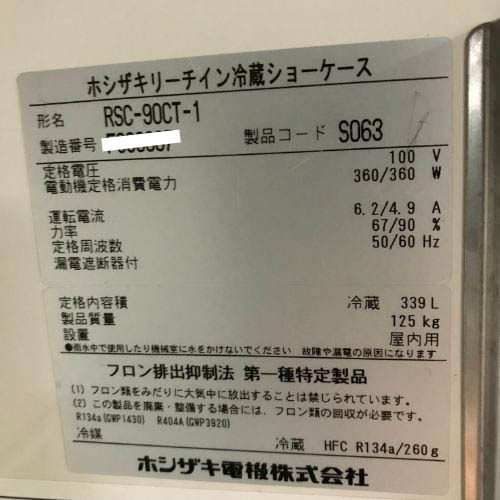 ホシザキリーチイン冷蔵ショーケース
形名 RSC-90CT-1
製造番号 製品コード S063
定格電圧 100 V
電動機定格消費電力 360/360 W
運転電流 6.2/4.9 A
力率 67/90 %
定格周波数 50/60 Hz
漏電遮断器付
定格内容積 冷蔵 339L
製品質量 125kg
設置 屋内用
●雨水中で使用したり機械室に水をかけないでください 故障や漏電の原因になります
フロン排出抑制法 第一種特定製品
(1) フロン類をみだりに大気中に放出することは禁じられています。
(2) この製品を廃棄・整備する場合には、フロン類の回収が必要です。
R134a(GWP1430) R404A(GWP3920)
冷媒 冷蔵 HFC R134a/260g
ホシザキ電機株式会社